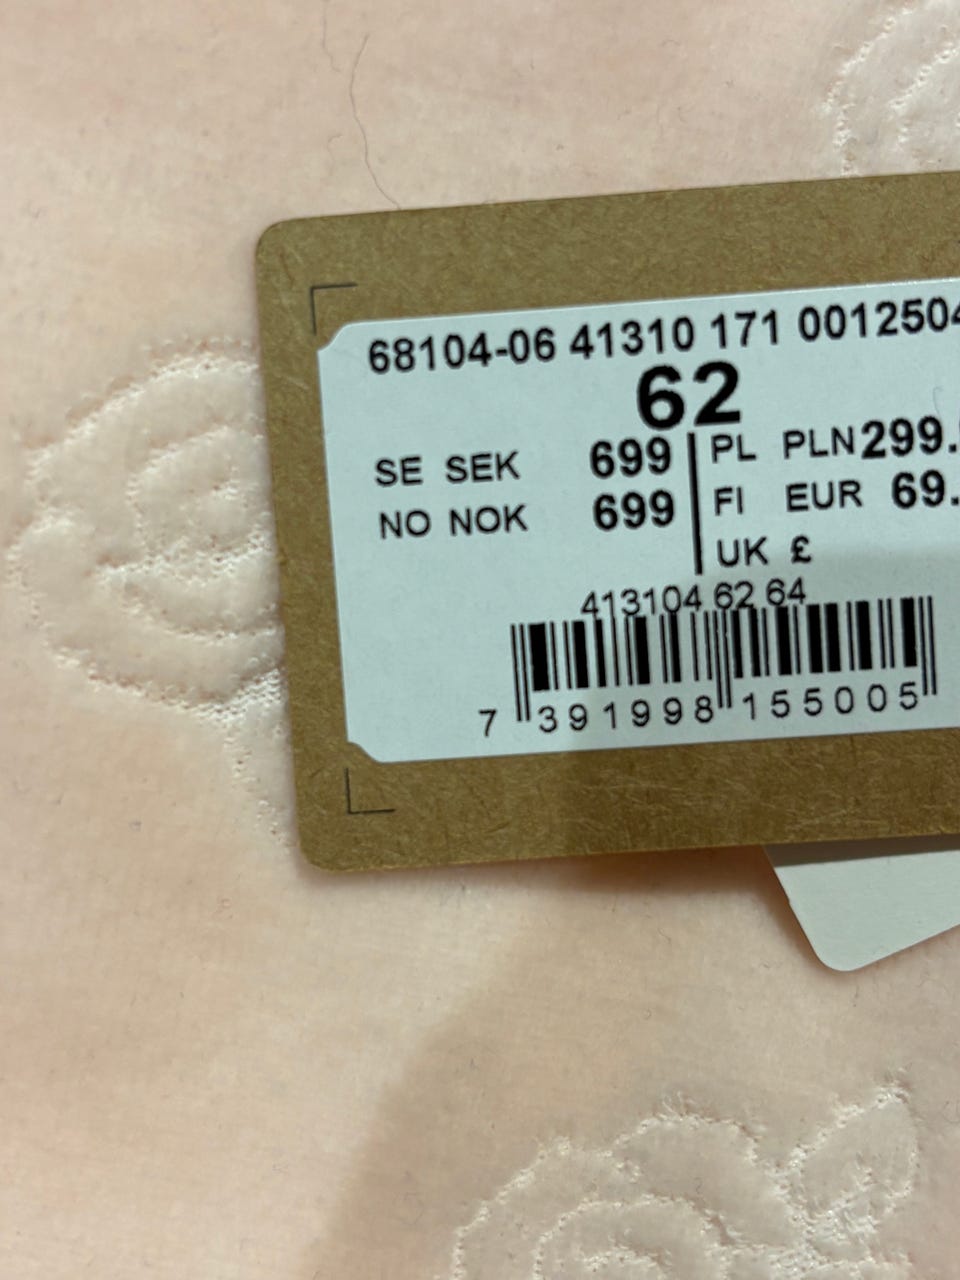 68104-06 41310 171 0012504
62
SE SEK 699 PL PLN 299.
NO NOK 699 FI EUR 69.
UK £
413104 62 64
7 391998 155005